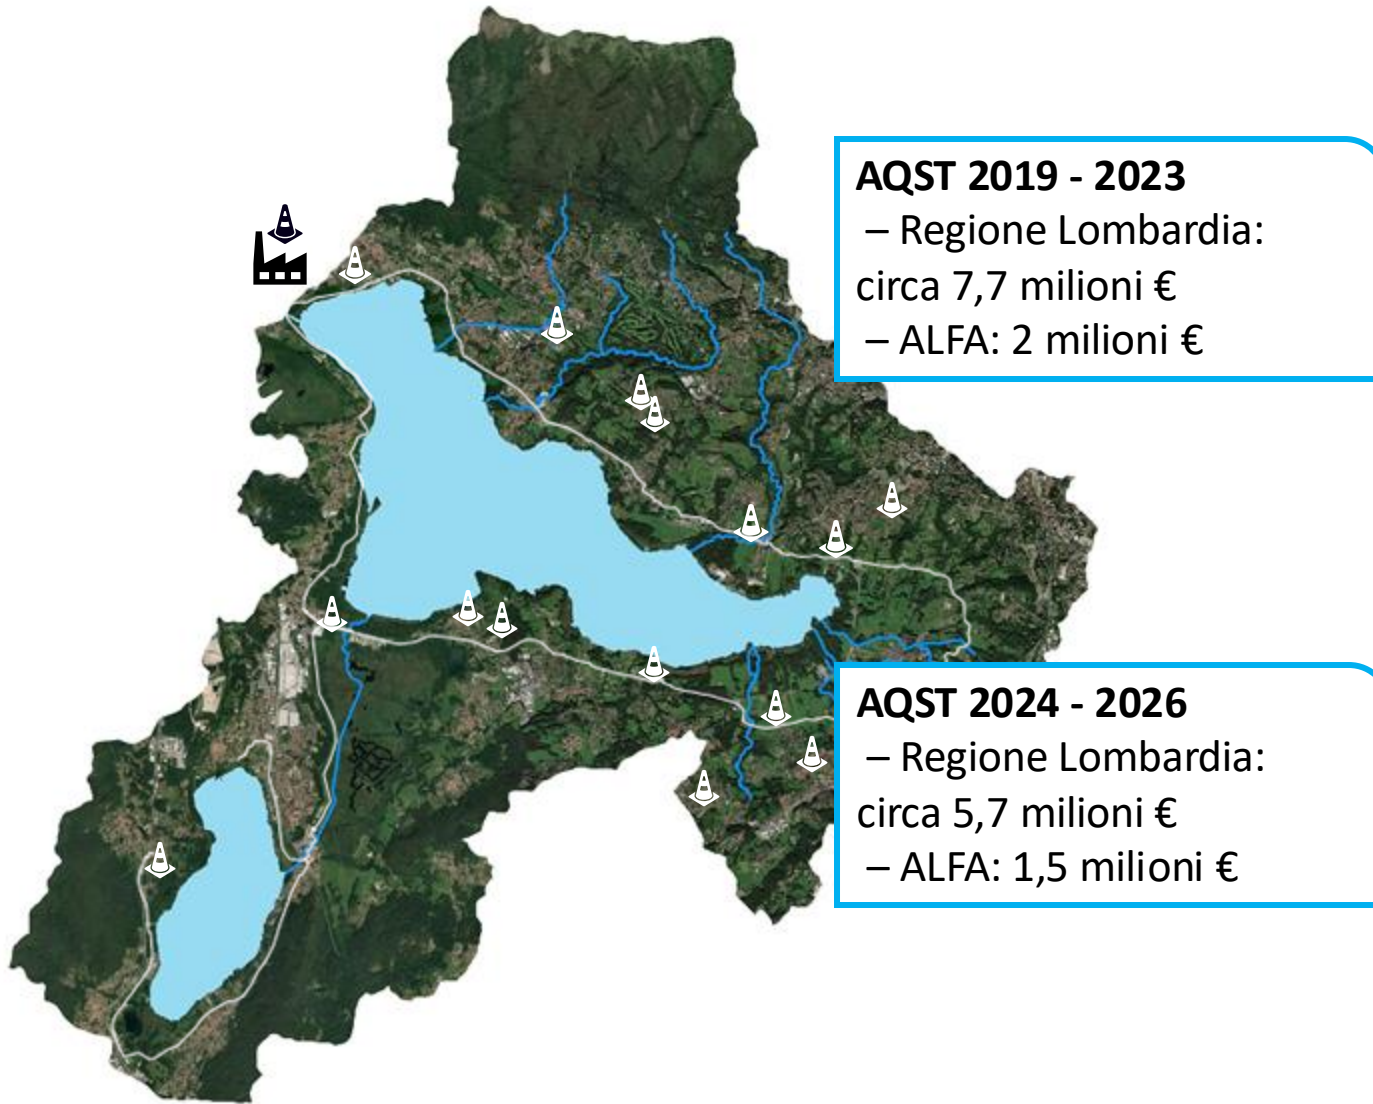 AQST 2019 - 2023
– Regione Lombardia:
circa 7,7 milioni €
– ALFA: 2 milioni €
AQST 2024 - 2026
– Regione Lombardia:
circa 5,7 milioni €
– ALFA: 1,5 milioni €